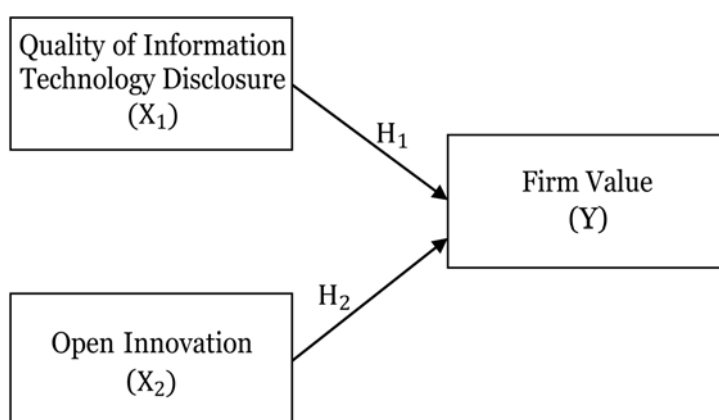 Quality of Information
Technology Disclosure
(X₁)
H₁
Firm Value
(Y)
H₂
Open Innovation
(X₂)